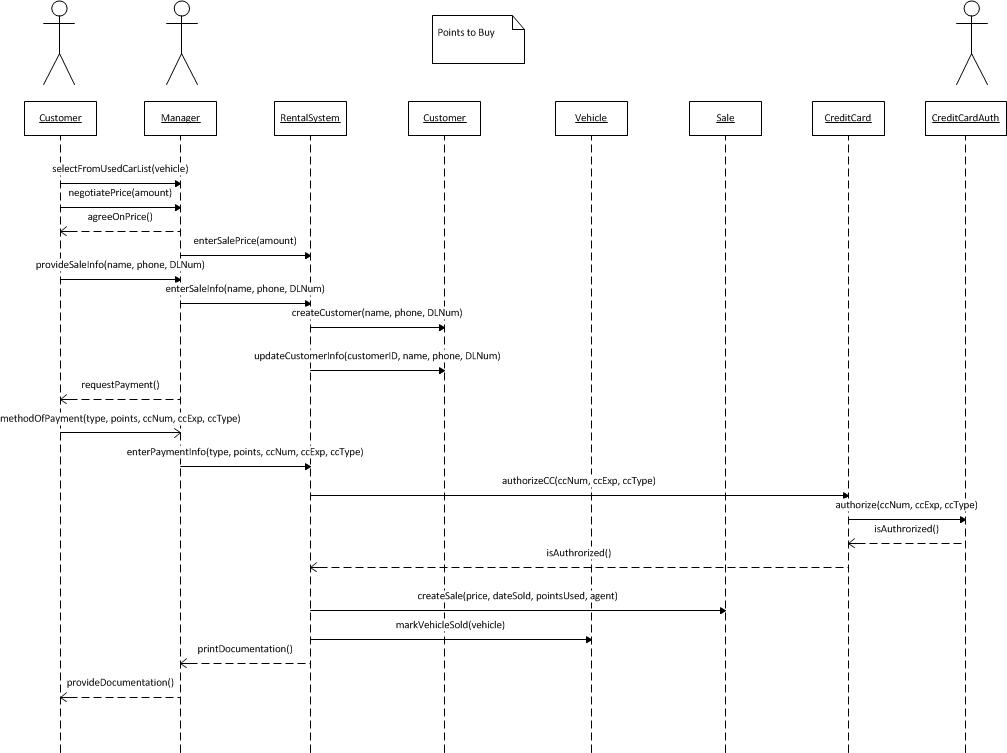 Points to Buy
Customer
Manager
RentalSystem
Customer
Vehicle
Sale
CreditCard
CreditCardAuth
selectFromUsedCarList(vehicle)
negotiatePrice(amount)
agreeOnPrice()
enterSalePrice(amount)
provideSaleInfo(name, phone, DLNum)
enterSaleInfo(name, phone, DLNum)
createCustomer(name, phone, DLNum)
updateCustomerInfo(customerID, name, phone, DLNum)
requestPayment()
methodOfPayment(type, points, ccNum, ccExp, ccType)
enterPaymentInfo(type, points, ccNum, ccExp, ccType)
authorizeCC(ccNum, ccExp, ccType)
authorize(ccNum, ccExp, ccType)
isAuthrorized()
isAuthrorized()
createSale(price, dateSold, pointsUsed, agent)
markVehicleSold(vehicle)
printDocumentation()
provideDocumentation()